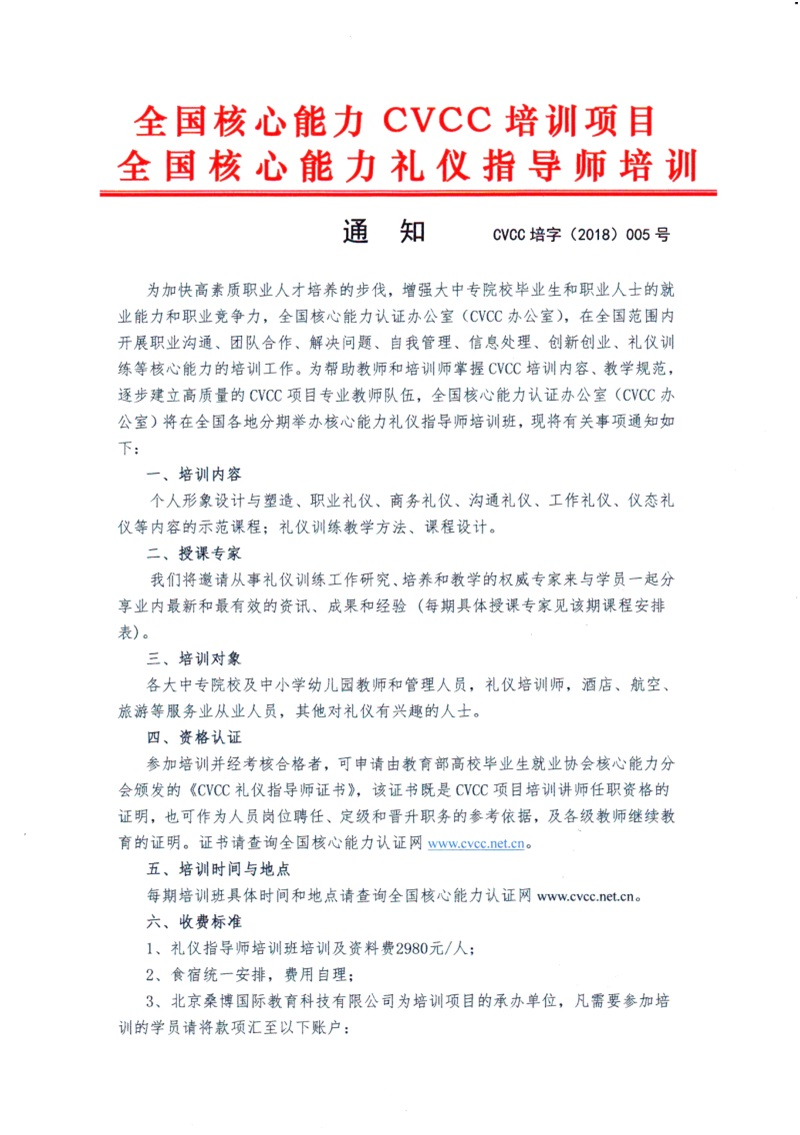 全国核心能力 CVCC 培训项目
全国核心能力礼仪指导师培训
通 知 CVCC 培字（2018）005 号
为加快高素质职业人才培养的步伐，增强大中专院校毕业生和职业人士的就
业能力和职业竞争力，全国核心能力认证办公室（CVCC 办公室），在全国范围内
开展职业沟通、团队合作、解决问题、自我管理、信息处理、创新创业、礼仪训
练等核心能力的培训工作。为帮助教师和培训师掌握 CVCC 培训内容、教学规范，
逐步建立高质量的 CVCC 项目专业教师队伍，全国核心能力认证办公室（CVCC 办
公室）将在全国各地分期举办核心能力礼仪指导师培训班，现将有关事项通知如
下：
一、培训内容
个人形象设计与塑造、职业礼仪、商务礼仪、沟通礼仪、工作礼仪、仪态礼
仪等内容的示范课程；礼仪训练教学方法、课程设计。
二、授课专家
我们将邀请从事礼仪训练工作研究、培养和教学的权威专家来与学员一起分
享业内最新和最有效的资讯、成果和经验 (每期具体授课专家见该期课程安排
表)。
三、培训对象
各大中专院校及中小学幼儿园教师和管理人员，礼仪培训师，酒店、航空、
旅游等服务业从业人员，其他对礼仪有兴趣的人士。
四、资格认证
参加培训并经考核合格者，可申请由教育部高校毕业生就业协会核心能力分
会颁发的《CVCC 礼仪指导师证书》，该证书既是 CVCC 项目培训讲师任职资格的
证明，也可作为人员岗位聘任、定级和晋升职务的参考依据，及各级教师继续教
育的证明。证书请查询全国核心能力认证网 www.cvcc.net.cn。
五、培训时间与地点
每期培训班具体时间和地点请查询全国核心能力认证网 www.cvcc.net.cn。
六、收费标准
1、礼仪指导师培训班培训及资料费2980元/人；
2、食宿统一安排，费用自理；
3、北京桑博国际教育科技有限公司为培训项目的承办单位，凡需要参加培
训的学员请将款项汇至以下账户：